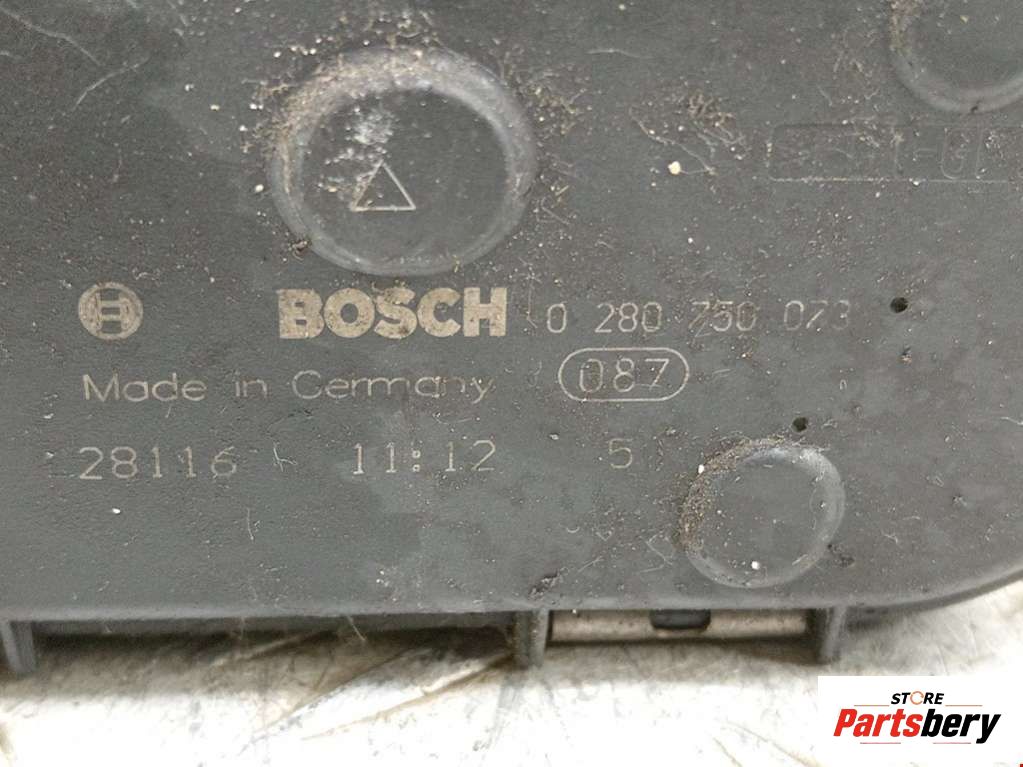 BOSCH 0 280 750 073
Made in Germany 087
28116 11:12 5
STORE
Partsbery